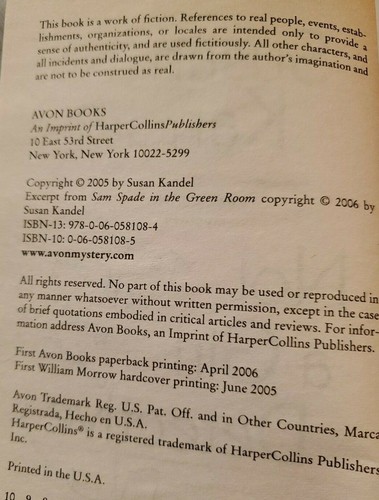 This book is a work of fiction. References to real people, events, estab-
lishments, organizations, or locales are intended only to provide a
sense of authenticity, and are used fictitiously. All other characters, and
all incidents and dialogue, are drawn from the author's imagination and
are not to be construed as real.
AVON BOOKS
An Imprint of HarperCollinsPublishers
10 East 53rd Street
New York, New York 10022-5299
Copyright © 2005 by Susan Kandel
Excerpt from Sam Spade in the Green Room copyright © 2006 by
Susan Kandel
ISBN-13: 978-0-06-058108-4
ISBN-10: 0-06-058108-5
www.avonmystery.com
All rights reserved. No part of this book may be used or reproduced in
any manner whatsoever without written permission, except in the case
of brief quotations embodied in critical articles and reviews. For infor-
mation address Avon Books, an Imprint of HarperCollins Publishers.
First Avon Books paperback printing: April 2006
First William Morrow hardcover printing: June 2005
Avon Trademark Reg. U.S. Pat. Off. and in Other Countries, Marca
Registrada, Hecho en U.S.A.
HarperCollins® is a registered trademark of HarperCollins Publishers
Inc.
Printed in the U.S.A.
10 9 8